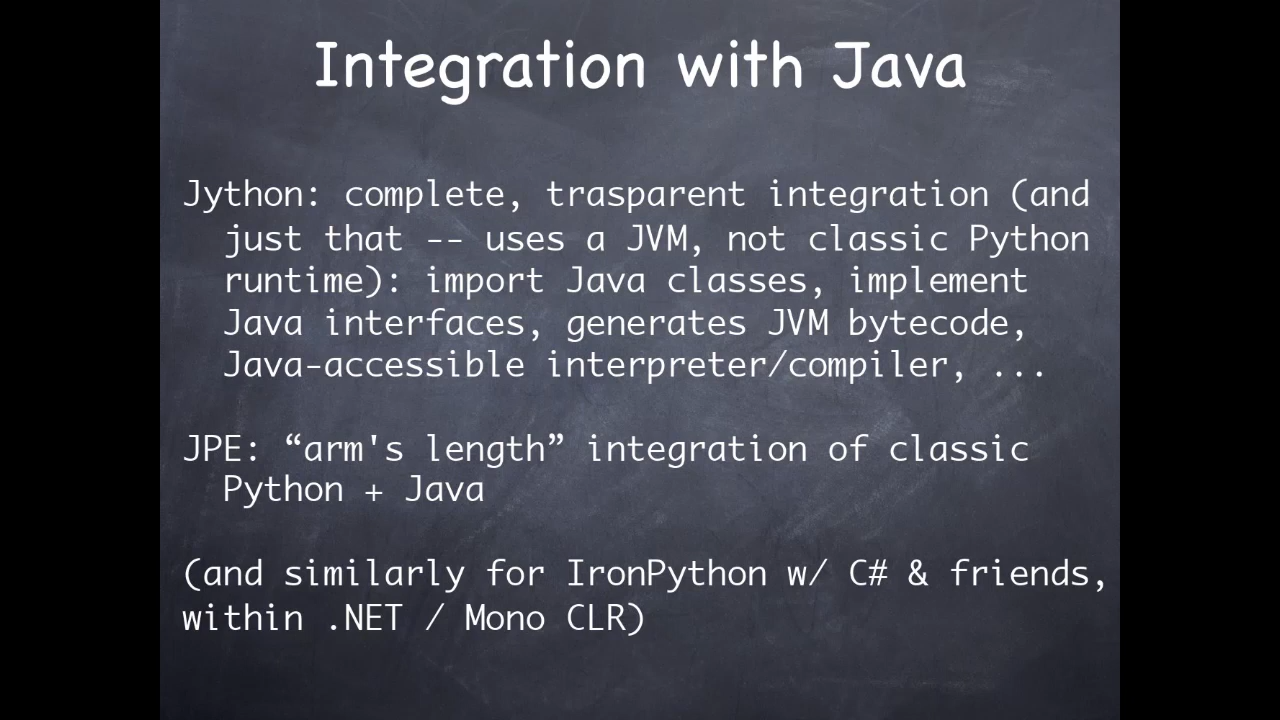 Integration with Java
Jython: complete, trasparent integration (and
just that -- uses a JVM, not classic Python
runtime): import Java classes, implement
Java interfaces, generates JVM bytecode,
Java-accessible interpreter/compiler, ...
JPE: “arm's length” integration of classic
Python + Java
(and similarly for IronPython w/ C# & friends,
within .NET / Mono CLR)